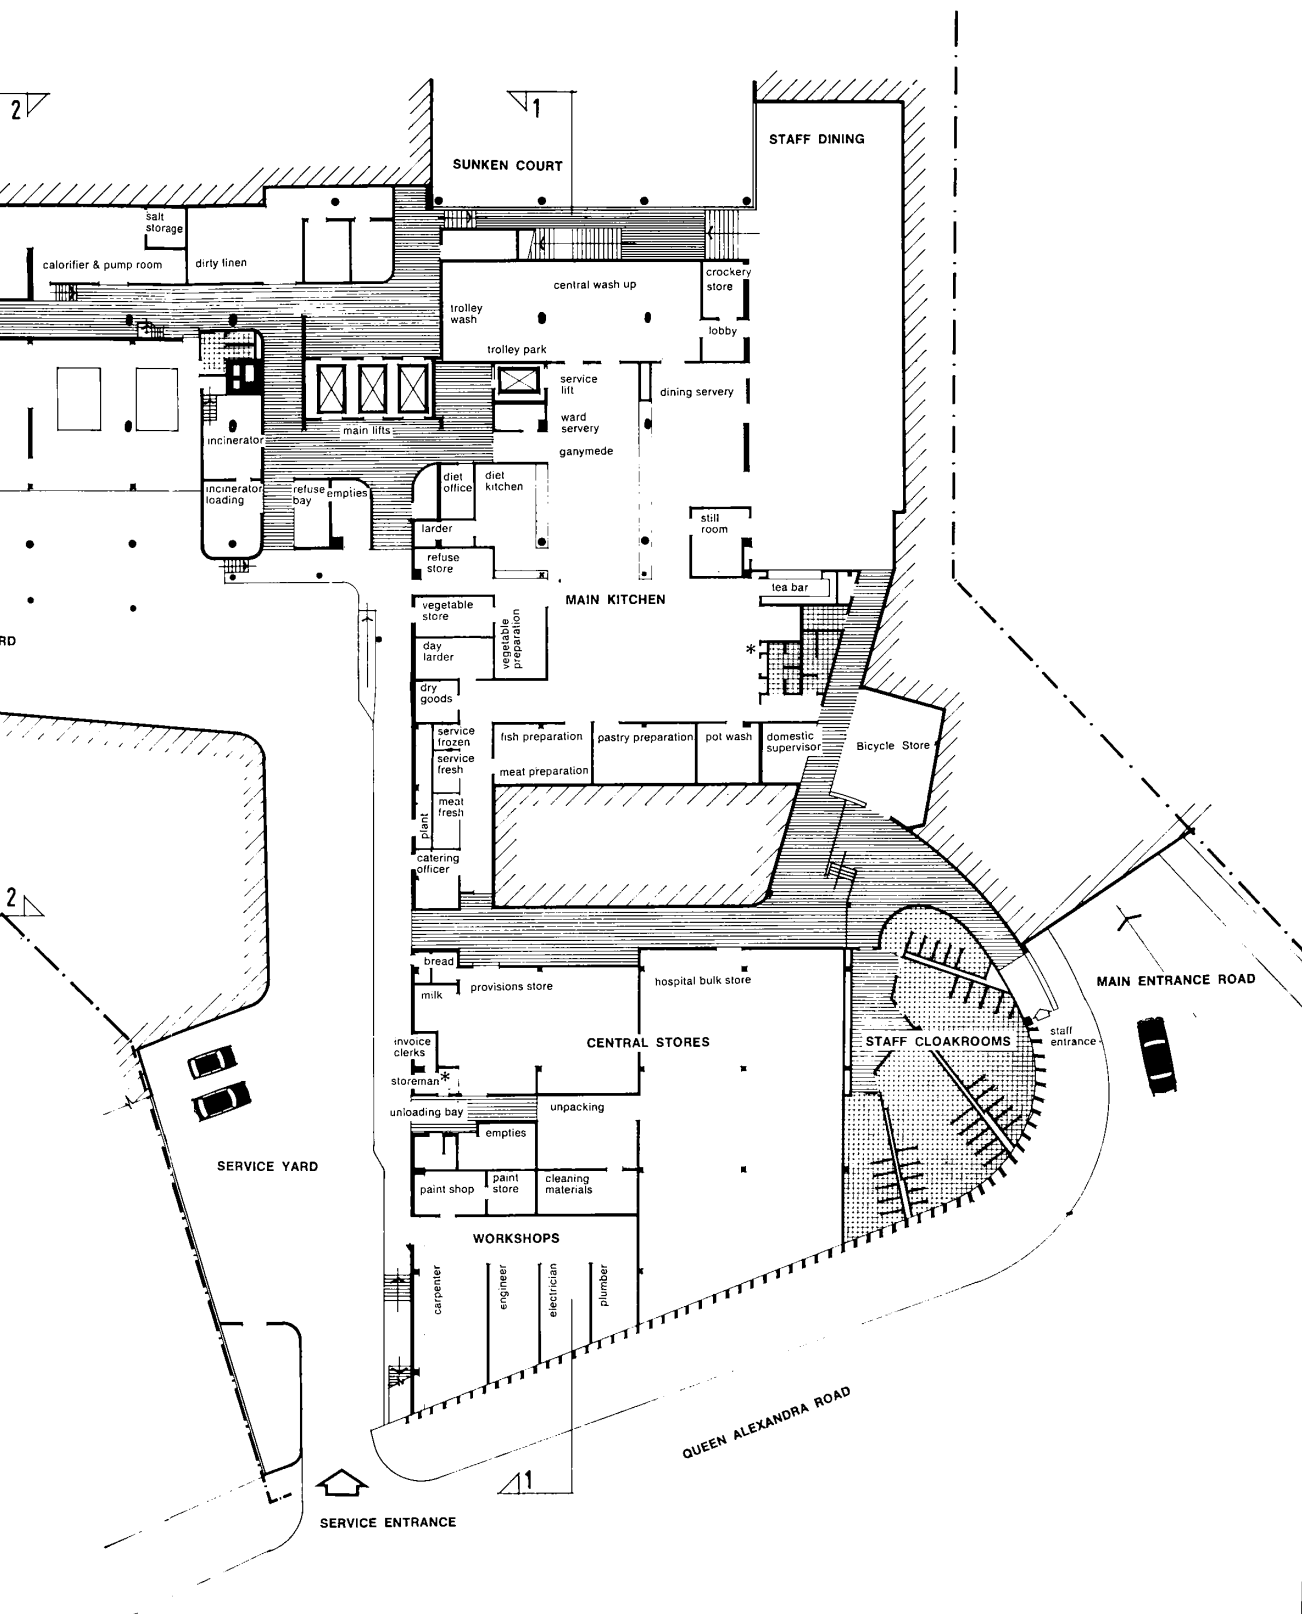 2
1
STAFF DINING
SUNKEN COURT
salt
storage
calorifier & pump room
dirty linen
crockery
store
central wash up
trolley
wash
lobby
trolley park
service
lift
dining servery
ward
servery
main lifts
incinerator
ganymede
diet
office
diet
kitchen
incinerator
loading
refuse
bay
empties
still
room
larder
refuse
store
tea bar
MAIN KITCHEN
vegetable
store
vegetable
preparation
RD
day
larder
*
dry
goods
service
frozen
fish preparation
pastry preparation
pot wash
domestic
supervisor
Bicycle Store
service
fresh
meat preparation
meat
fresh
plant
catering
officer
2
bread
milk
provisions store
hospital bulk store
MAIN ENTRANCE ROAD
invoice
clerks
CENTRAL STORES
STAFF CLOAKROOMS
staff
entrance
storeman
*
unloading bay
unpacking
empties
SERVICE YARD
paint shop
paint
store
cleaning
materials
WORKSHOPS
carpenter
engineer
electrician
plumber
QUEEN ALEXANDRA ROAD
1
SERVICE ENTRANCE